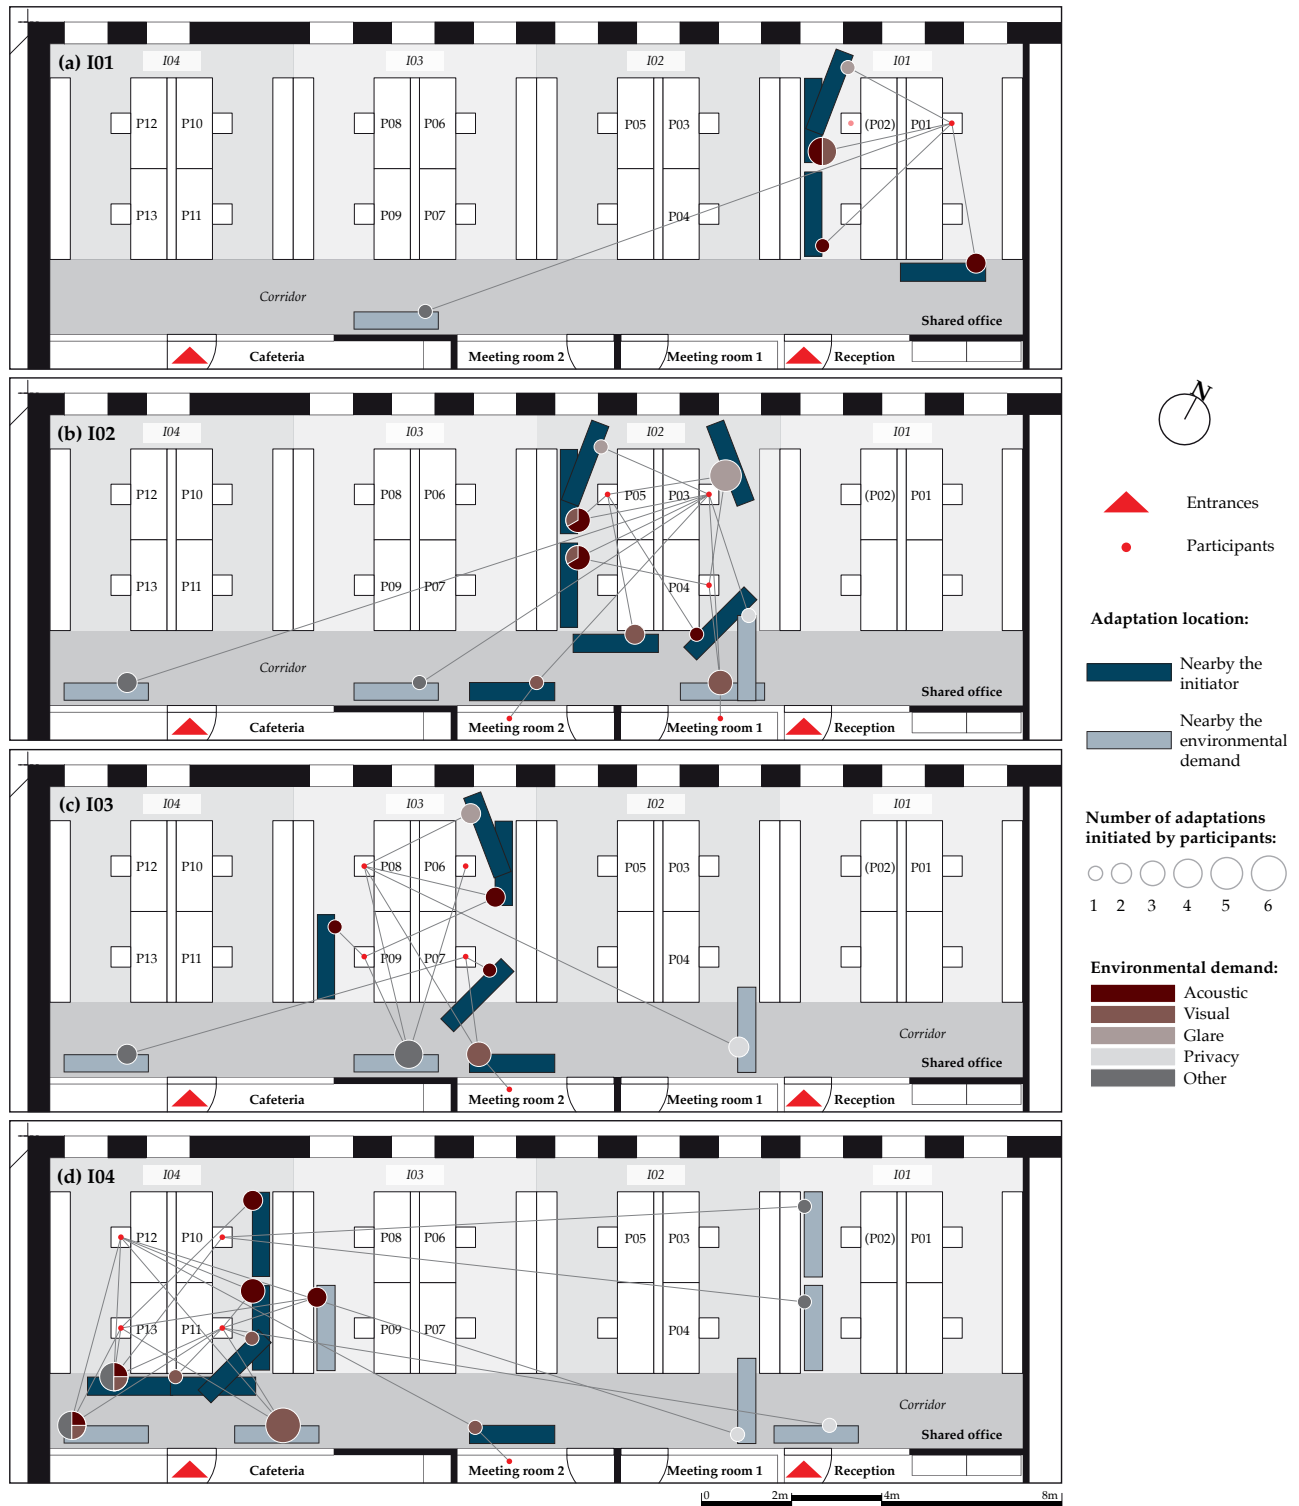 (a) I01
I04
I03
I02
I01
P12 P10 P08 P06 P05 P03 (P02) P01
P13 P11 P09 P07 P04
Corridor
Shared office
Cafeteria Meeting room 2 Meeting room 1 Reception
(b) I02
I04
I03
I02
I01
P12 P10 P08 P06 P05 P03 (P02) P01
P13 P11 P09 P07 P04
Corridor
Shared office
Cafeteria Meeting room 2 Meeting room 1 Reception
(c) I03
I04
I03
I02
I01
P12 P10 P08 P06 P05 P03 (P02) P01
P13 P11 P09 P07 P04
Corridor
Shared office
Cafeteria Meeting room 2 Meeting room 1 Reception
(d) I04
I04
I03
I02
I01
P12 P10 P08 P06 P05 P03 (P02) P01
P13 P11 P09 P07 P04
Corridor
Shared office
Cafeteria Meeting room 2 Meeting room 1 Reception
0 2m 4m 8m
N
Entrances
Participants
Adaptation location:
Nearby the
initiator
Nearby the
environmental
demand
Number of adaptations
initiated by participants:
1 2 3 4 5 6
Environmental demand:
Acoustic
Visual
Glare
Privacy
Other